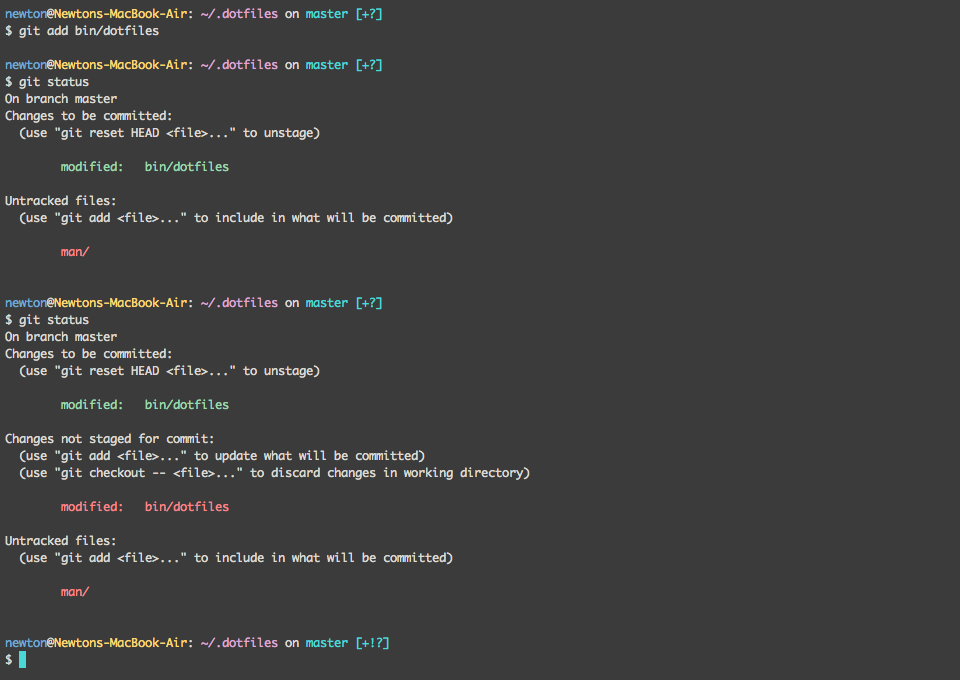 newton@Newtons-MacBook-Air: ~/.dotfiles on master [+?]
$ git add bin/dotfiles
newton@Newtons-MacBook-Air: ~/.dotfiles on master [+?]
$ git status
On branch master
Changes to be committed:
  (use "git reset HEAD <file>..." to unstage)
        modified:   bin/dotfiles
Untracked files:
  (use "git add <file>..." to include in what will be committed)
        man/
newton@Newtons-MacBook-Air: ~/.dotfiles on master [+?]
$ git status
On branch master
Changes to be committed:
  (use "git reset HEAD <file>..." to unstage)
        modified:   bin/dotfiles
Changes not staged for commit:
  (use "git add <file>..." to update what will be committed)
  (use "git checkout -- <file>..." to discard changes in working directory)
        modified:   bin/dotfiles
Untracked files:
  (use "git add <file>..." to include in what will be committed)
        man/
newton@Newtons-MacBook-Air: ~/.dotfiles on master [+!?]
$